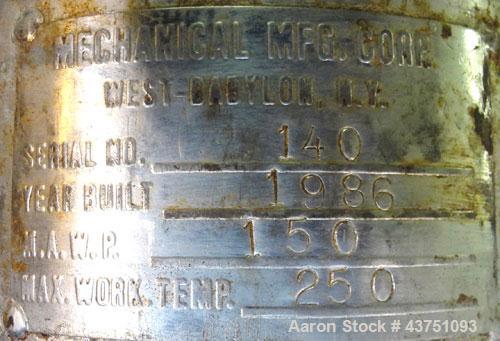 MECHANICAL MFG. CORP.
WEST-BABYLON, N.Y.
SERIAL NO. 140
YEAR BUILT 1986
M.A.W.P. 150
MAX. WORK. TEMP. 250
Aaron Stock # 43751093